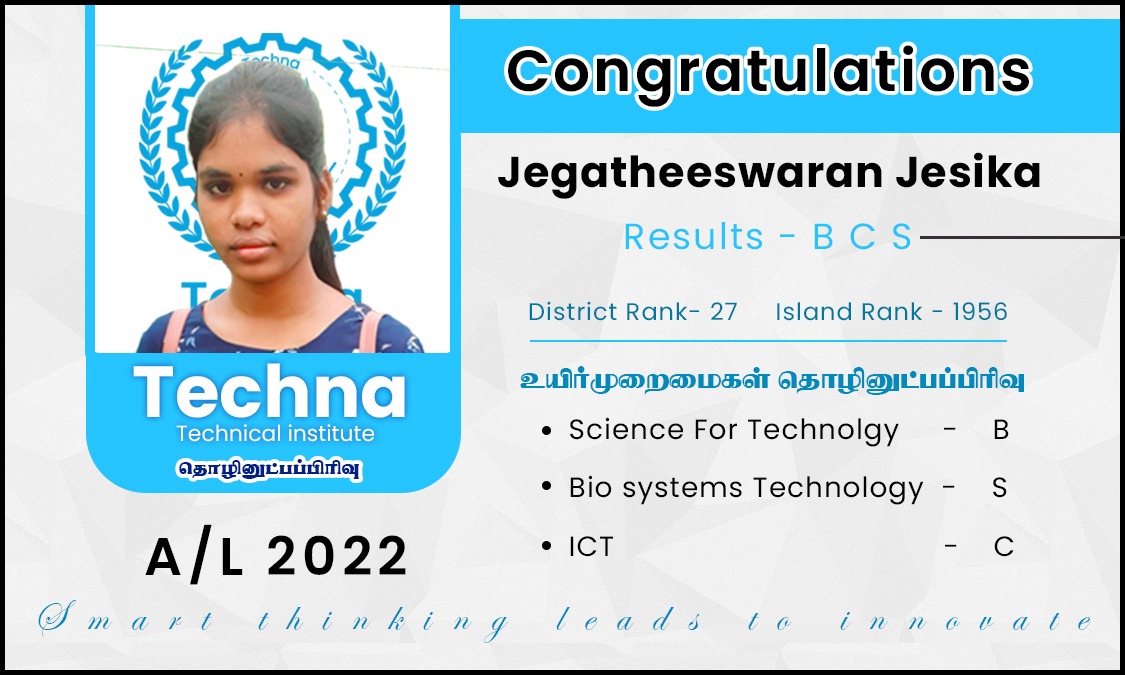 Techna
Congratulations
Jegatheeswaran Jesika
Results - B C S
District Rank- 27 Island Rank - 1956
உயிர்முறைமைகள் தொழினுட்பப்பிரிவு
Science For Technolgy - B
Bio systems Technology - S
ICT - C
Techna
Technical institute
தொழினுட்பப்பிரிவு
A/L 2022
Smart thinking leads to innovate